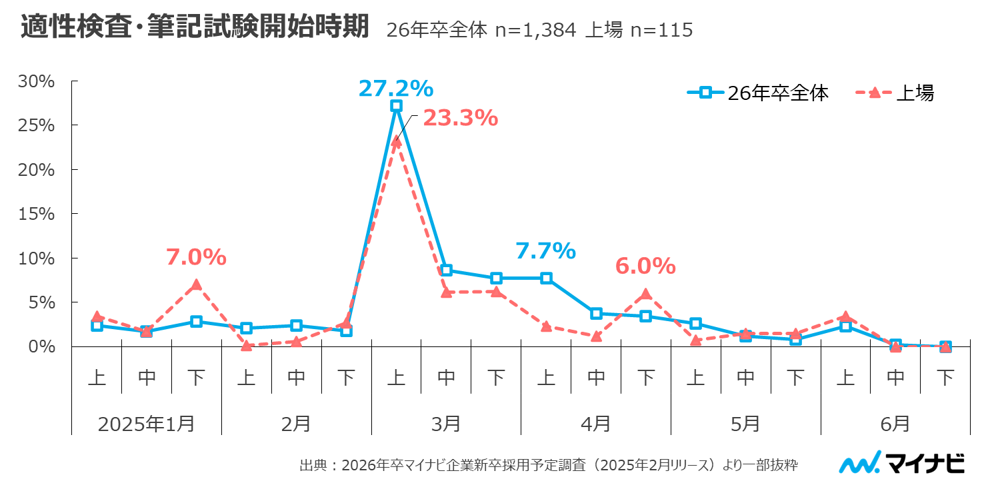 適性検査･筆記試験開始時期 26年卒全体 n=1,384 上場 n=115
30%
25%
20%
15%
10%
5%
0%
26年卒全体 上場
27.2%
23.3%
7.0%
7.7%
6.0%
上 中 下 上 中 下 上 中 下 上 中 下 上 中 下 上 中 下
2025年1月 2月 3月 4月 5月 6月
出典：2026年卒マイナビ企業新卒採用予定調査（2025年2月ﾘﾘｰｽ）より一部抜粋
マイナビ